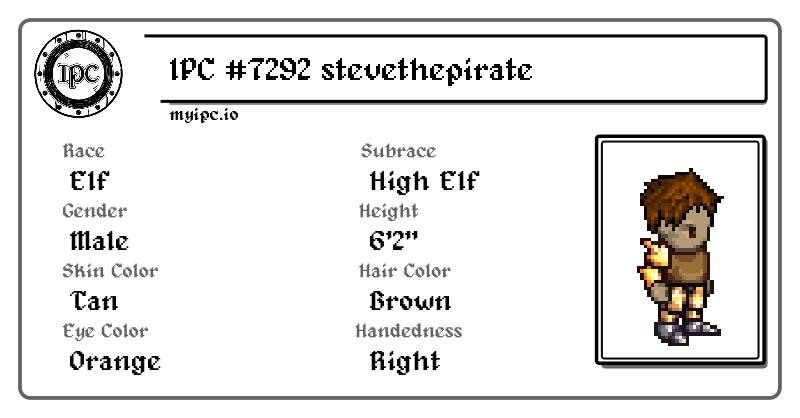 IPC
IPC #7292 stevethepirate
myipc.io
Race
Elf
Subrace
High Elf
Gender
Male
Height
6'2"
Skin Color
Tan
Hair Color
Brown
Eye Color
Orange
Handedness
Right